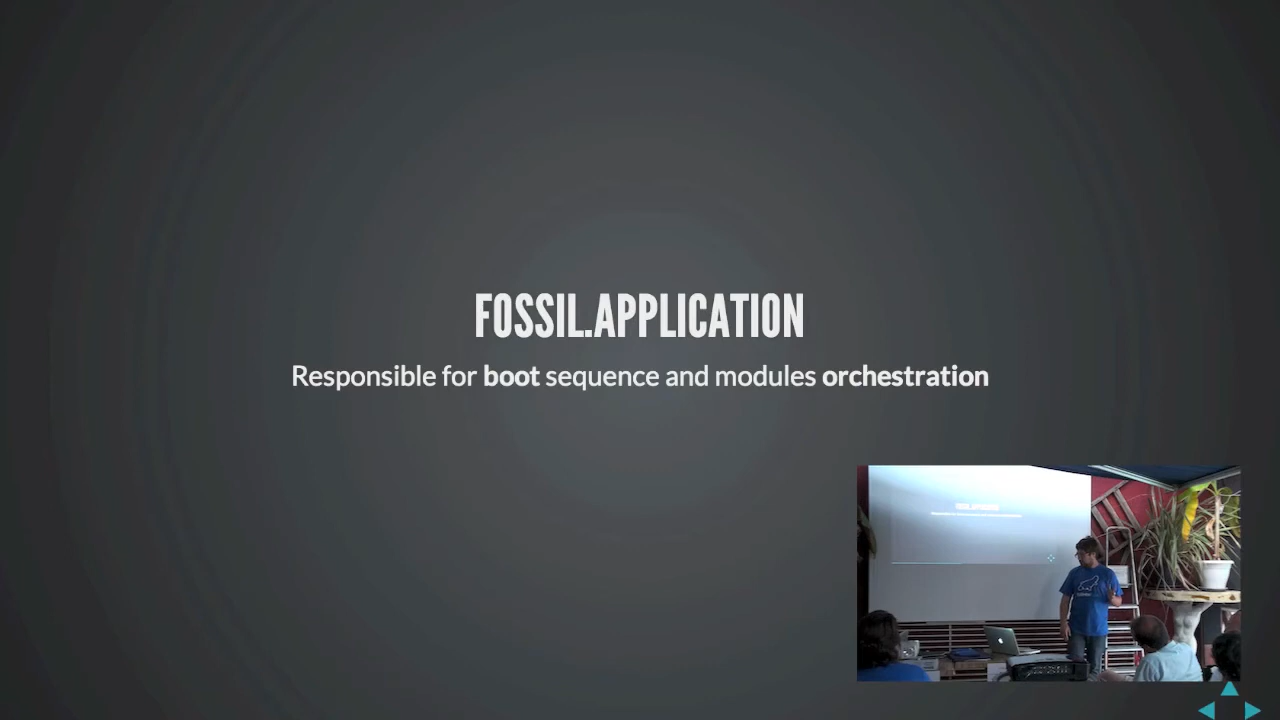 FOSSIL.APPLICATION
Responsible for boot sequence and modules orchestration